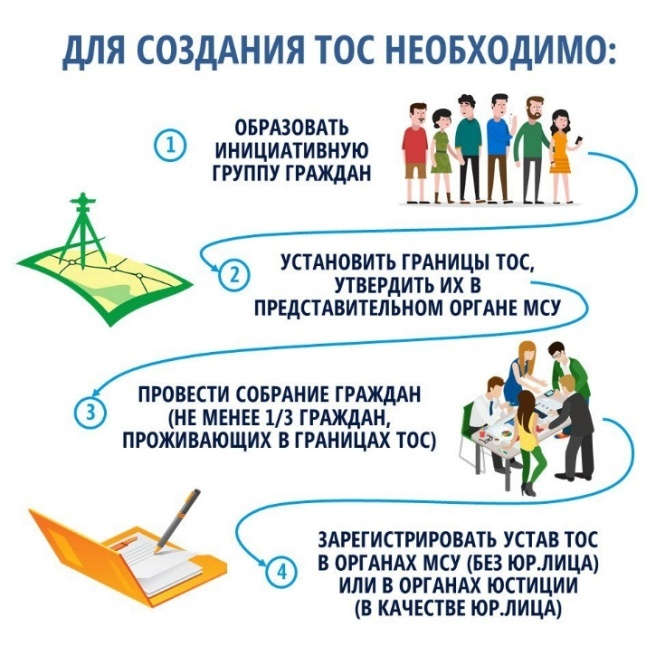 ДЛЯ СОЗДАНИЯ ТОС НЕОБХОДИМО:
1
ОБРАЗОВАТЬ
ИНИЦИАТИВНУЮ
ГРУППУ ГРАЖДАН
2
УСТАНОВИТЬ ГРАНИЦЫ ТОС,
УТВЕРДИТЬ ИХ В
ПРЕДСТАВИТЕЛЬНОМ ОРГАНЕ МСУ
3
ПРОВЕСТИ СОБРАНИЕ ГРАЖДАН
(НЕ МЕНЕЕ 1/3 ГРАЖДАН,
ПРОЖИВАЮЩИХ В ГРАНИЦАХ ТОС)
4
ЗАРЕГИСТРИРОВАТЬ УСТАВ ТОС
В ОРГАНАХ МСУ (БЕЗ ЮР.ЛИЦА)
ИЛИ В ОРГАНАХ ЮСТИЦИИ
(В КАЧЕСТВЕ ЮР.ЛИЦА)